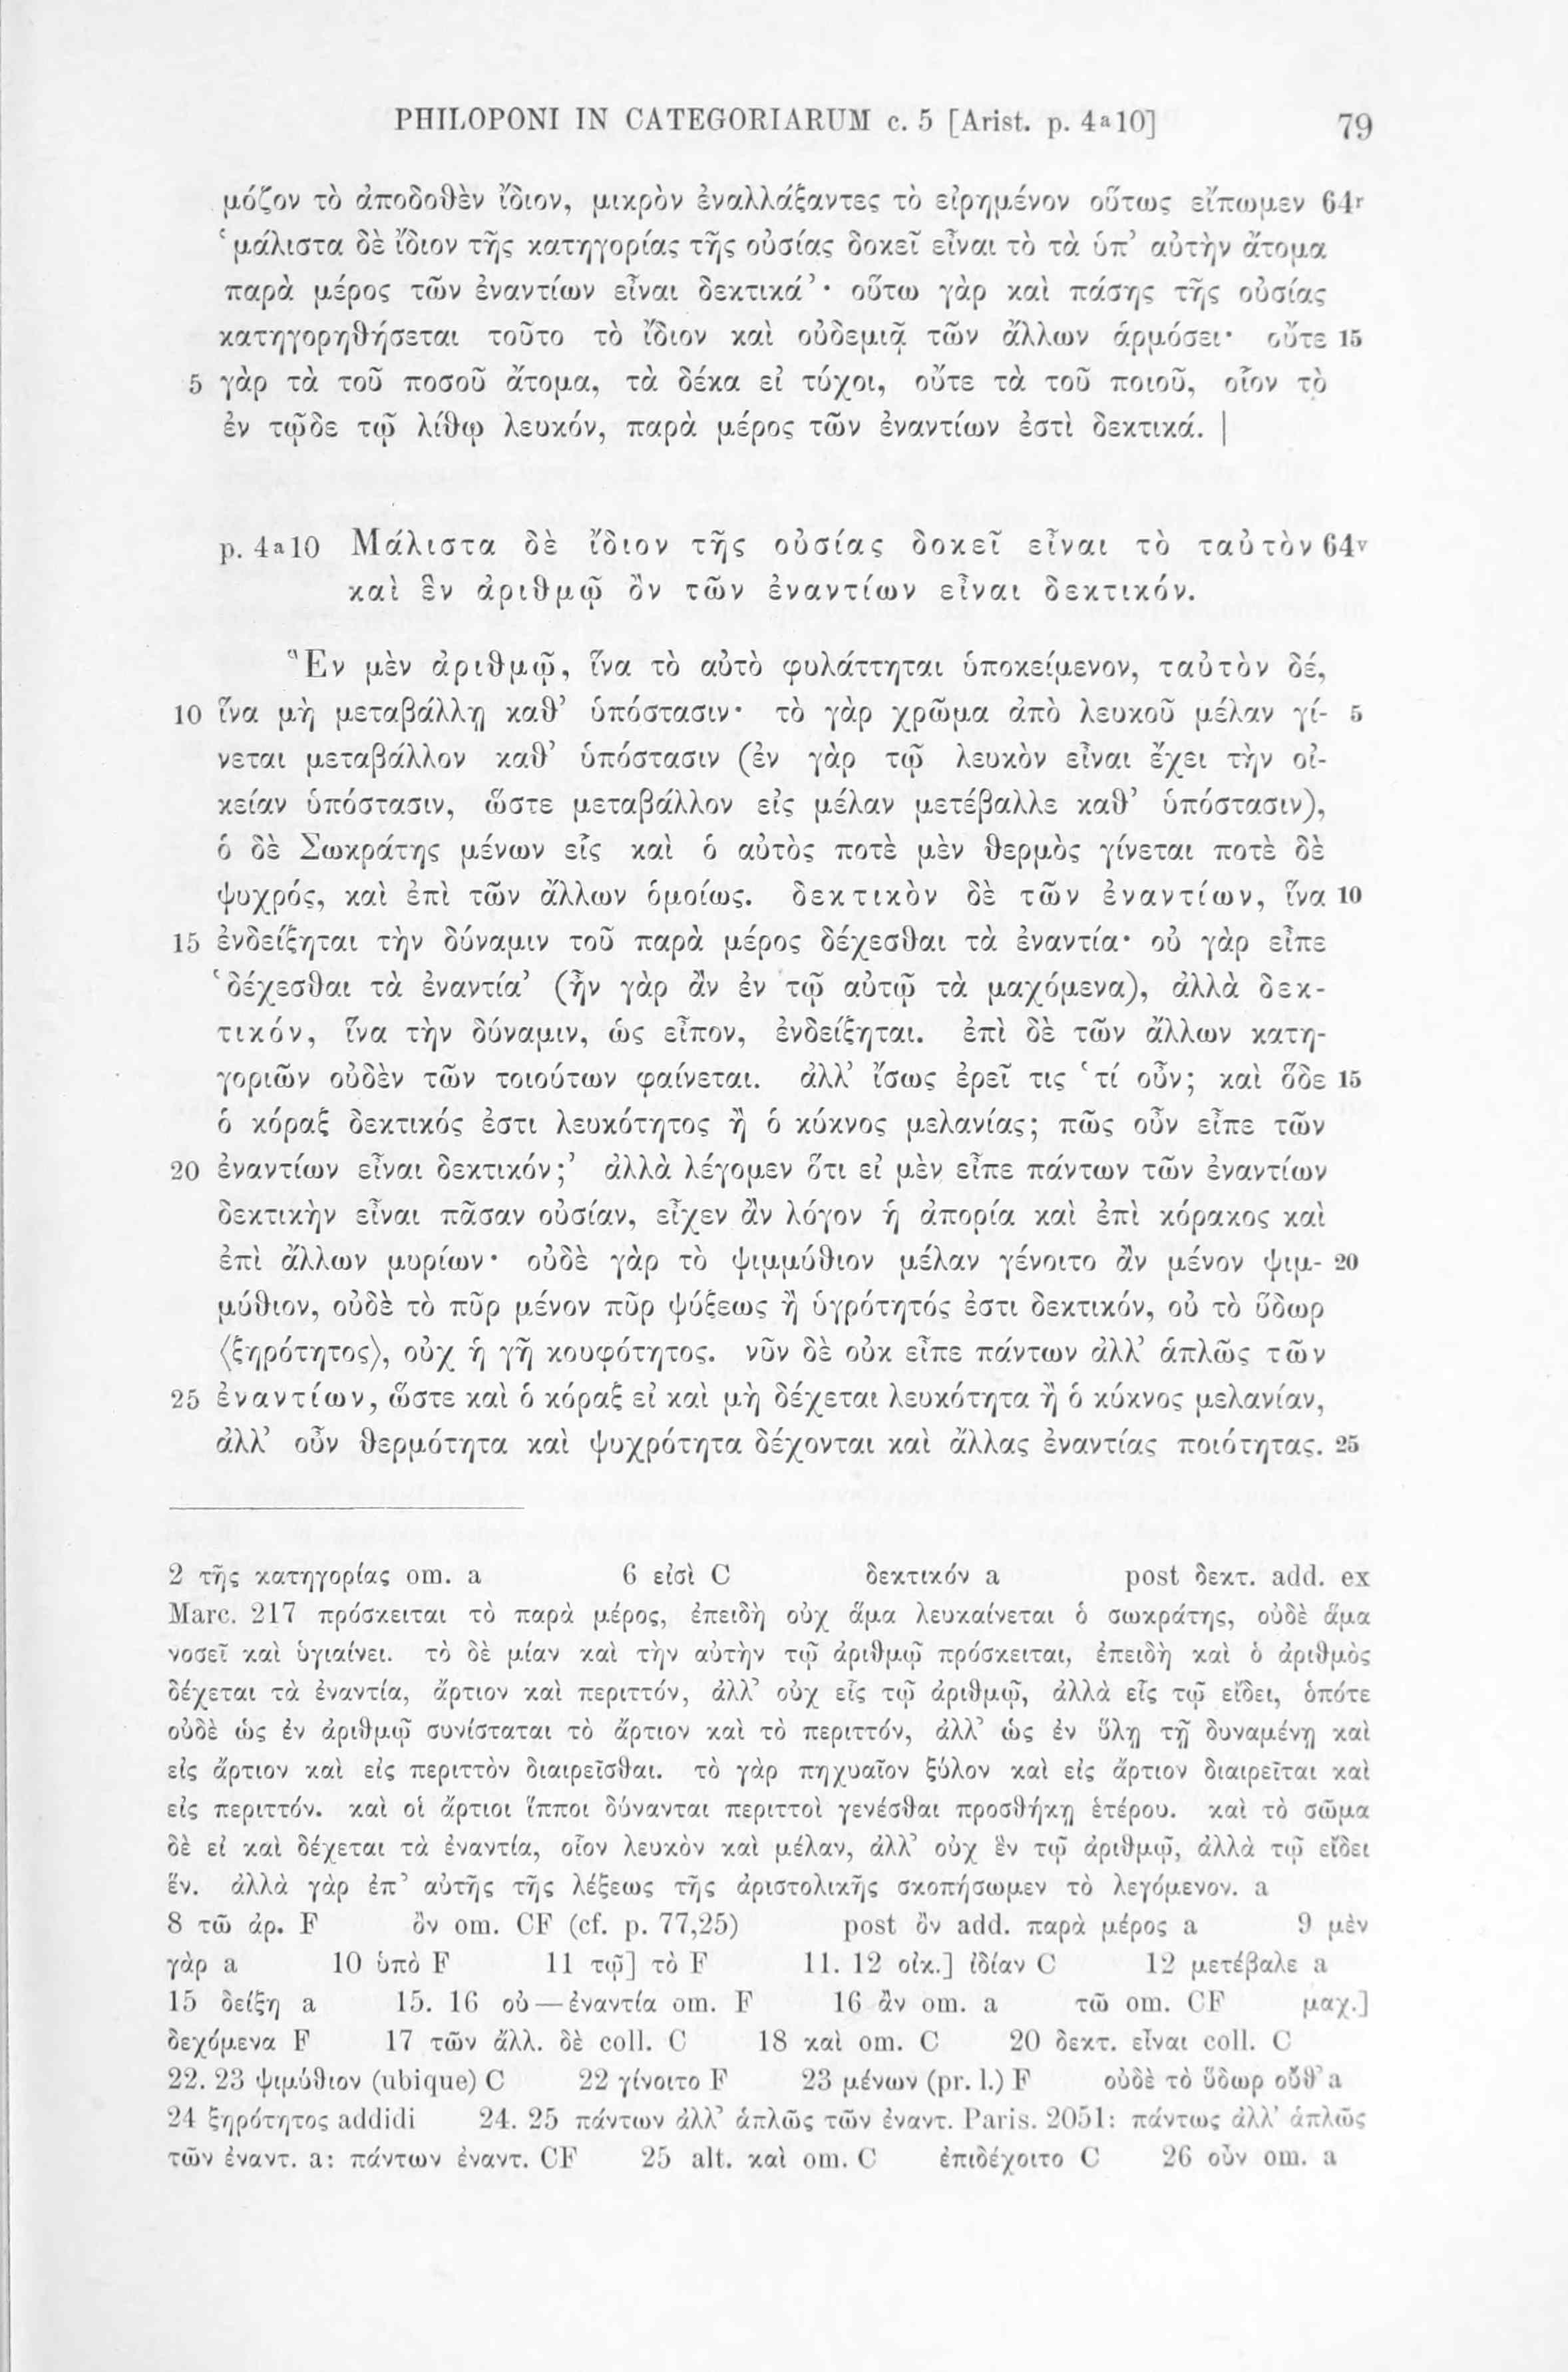 PHILOPONI IN CATEGORIARUM c. 5 [Arist. p. 4a10] 79
μόζον τὸ ἀποδοθὲν ἴδιον, μικρὸν ἐναλλάξαντες τὸ εἰρημένον οὕτως εἴπωμεν 64r
‘μάλιστα δὲ ἴδιον τῆς κατηγορίας τῆς οὐσίας δοκεῖ εἶναι τὸ τὰ ὑπ’ αὐτὴν ἄτομα
παρὰ μέρος τῶν ἐναντίων εἶναι δεκτικά’· οὕτω γὰρ καὶ πάσης τῆς οὐσίας
κατηγορηθήσεται τοῦτο τὸ ἴδιον καὶ οὐδεμιᾷ τῶν ἄλλων ἁρμόσει· οὔτε 15
5 γὰρ τὰ τοῦ ποσοῦ ἄτομα, τὰ δέκα εἰ τύχοι, οὔτε τὰ τοῦ ποιοῦ, οἷον τὸ
ἐν τῷδε τῷ λίθῳ λευκόν, παρὰ μέρος τῶν ἐναντίων ἐστὶ δεκτικά. |
p. 4a10 Μάλιστα δὲ ἴδιον τῆς οὐσίας δοκεῖ εἶναι τὸ ταὐτὸν 64v
καὶ ἓν ἀριθμῷ ὂν τῶν ἐναντίων εἶναι δεκτικόν.
Ἓν μὲν ἀριθμῷ, ἵνα τὸ αὐτὸ φυλάττηται ὑποκείμενον, ταὐτὸν δέ,
10 ἵνα μὴ μεταβάλλῃ καθ’ ὑπόστασιν· τὸ γὰρ χρῶμα ἀπὸ λευκοῦ μέλαν γί- 5
νεται μεταβάλλον καθ’ ὑπόστασιν (ἐν γὰρ τῷ λευκὸν εἶναι ἔχει τὴν οἰ-
κείαν ὑπόστασιν, ὥστε μεταβάλλον εἰς μέλαν μετέβαλλε καθ’ ὑπόστασιν),
ὁ δὲ Σωκράτης μένων εἷς καὶ ὁ αὐτὸς ποτὲ μὲν θερμὸς γίνεται ποτὲ δὲ
ψυχρός, καὶ ἐπὶ τῶν ἄλλων ὁμοίως. δεκτικὸν δὲ τῶν ἐναντίων, ἵνα 10
15 ἐνδείξηται τὴν δύναμιν τοῦ παρὰ μέρος δέχεσθαι τὰ ἐναντία· οὐ γὰρ εἶπε
‘δέχεσθαι τὰ ἐναντία’ (ἦν γὰρ ἂν ἐν τῷ αὐτῷ τὰ μαχόμενα), ἀλλὰ δεκ-
τικόν, ἵνα τὴν δύναμιν, ὡς εἶπον, ἐνδείξηται. ἐπὶ δὲ τῶν ἄλλων κατη-
γοριῶν οὐδὲν τῶν τοιούτων φαίνεται. ἀλλ’ ἴσως ἐρεῖ τις ‘τί οὖν; καὶ ὅδε 15
ὁ κόραξ δεκτικός ἐστι λευκότητος ἢ ὁ κύκνος μελανίας; πῶς οὖν εἶπε τῶν
20 ἐναντίων εἶναι δεκτικόν;’ ἀλλὰ λέγομεν ὅτι εἰ μὲν εἶπε πάντων τῶν ἐναντίων
δεκτικὴν εἶναι πᾶσαν οὐσίαν, εἶχεν ἂν λόγον ἡ ἀπορία καὶ ἐπὶ κόρακος καὶ
ἐπὶ ἄλλων μυρίων· οὐδὲ γὰρ τὸ ψιμμύθιον μέλαν γένοιτο ἂν μένον ψιμ- 20
μύθιον, οὐδὲ τὸ πῦρ μένον πῦρ ψύξεως ἢ ὑγρότητός ἐστι δεκτικόν, οὐ τὸ ὕδωρ
⟨ξηρότητος⟩, οὐχ ἡ γῆ κουφότητος. νῦν δὲ οὐκ εἶπε πάντων ἀλλ’ ἁπλῶς τῶν
25 ἐναντίων, ὥστε καὶ ὁ κόραξ εἰ καὶ μὴ δέχεται λευκότητα ἢ ὁ κύκνος μελανίαν,
ἀλλ’ οὖν θερμότητα καὶ ψυχρότητα δέχονται καὶ ἄλλας ἐναντίας ποιότητας. 25
2 τῆς κατηγορίας om. a 6 εἰσὶ C δεκτικόν a post δεκτ. add. ex
Marc. 217 πρόσκειται τὸ παρὰ μέρος, ἐπειδὴ οὐχ ἅμα λευκαίνεται ὁ σωκράτης, οὐδὲ ἅμα
νοσεῖ καὶ ὑγιαίνει. τὸ δὲ μίαν καὶ τὴν αὐτὴν τῷ ἀριθμῷ πρόσκειται, ἐπειδὴ καὶ ὁ ἀριθμὸς
δέχεται τὰ ἐναντία, ἄρτιον καὶ περιττόν, ἀλλ’ οὐχ εἷς τῷ ἀριθμῷ, ἀλλὰ εἷς τῷ εἴδει, ὁπότε
οὐδὲ ὡς ἐν ἀριθμῷ συνίσταται τὸ ἄρτιον καὶ τὸ περιττόν, ἀλλ’ ὡς ἐν ὕλῃ τῇ δυναμένῃ καὶ
εἰς ἄρτιον καὶ εἰς περιττὸν διαιρεῖσθαι. τὸ γὰρ πηχυαῖον ξύλον καὶ εἰς ἄρτιον διαιρεῖται καὶ
εἰς περιττόν. καὶ οἱ ἄρτιοι ἵπποι δύνανται περιττοὶ γενέσθαι προσθήκῃ ἑτέρου. καὶ τὸ σῶμα
δὲ εἰ καὶ δέχεται τὰ ἐναντία, οἷον λευκὸν καὶ μέλαν, ἀλλ’ οὐχ ἓν τῷ ἀριθμῷ, ἀλλὰ τῷ εἴδει
ἕν. ἀλλὰ γὰρ ἐπ’ αὐτῆς τῆς λέξεως τῆς ἀριστολικῆς σκοπήσωμεν τὸ λεγόμενον. a
8 τῶ ἀρ. F ὂν om. CF (cf. p. 77,25) post ὂν add. παρὰ μέρος a 9 μὲν
γὰρ a 10 ὑπὸ F 11 τῷ] τὸ F 11. 12 οἰκ.] ἰδίαν C 12 μετέβαλε a
15 δείξη a 15. 16 οὐ — ἐναντία om. F 16 ἂν om. a τῶ om. CF μαχ.]
δεχόμενα F 17 τῶν ἄλλ. δὲ coll. C 18 καὶ om. C 20 δεκτ. εἶναι coll. C
22. 23 ψιμύθιον (ubique) C 22 γίνοιτο F 23 μένων (pr. l.) F οὐδὲ τὸ ὕδωρ οὔθ’ a
24 ξηρότητος addidi 24. 25 πάντων ἀλλ’ ἁπλῶς τῶν ἐναντ. Paris. 2051: πάντως ἀλλ’ ἁπλῶς
τῶν ἐναντ. a: πάντων ἐναντ. CF 25 alt. καὶ om. C ἐπιδέχοιτο C 26 οὖν om. a